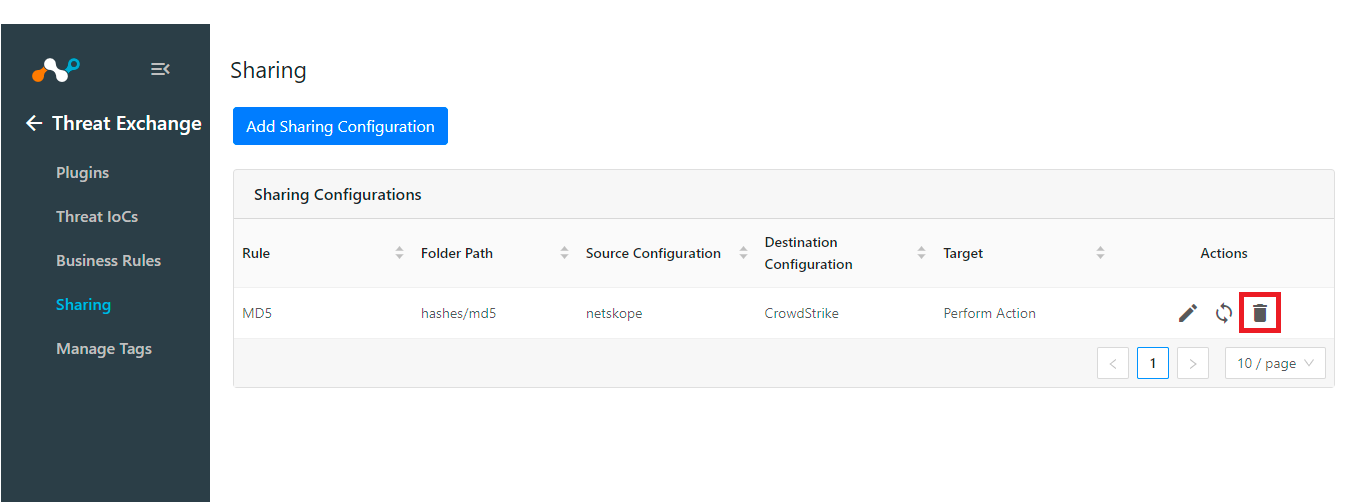 Sharing
Threat Exchange
Add Sharing Configuration
Plugins
Threat IoCs
Business Rules
Sharing
Manage Tags
Sharing Configurations
Rule Folder Path Source Configuration Destination Configuration Target Actions
MD5 hashes/md5 netskope CrowdStrike Perform Action
< 1 > 10 / page